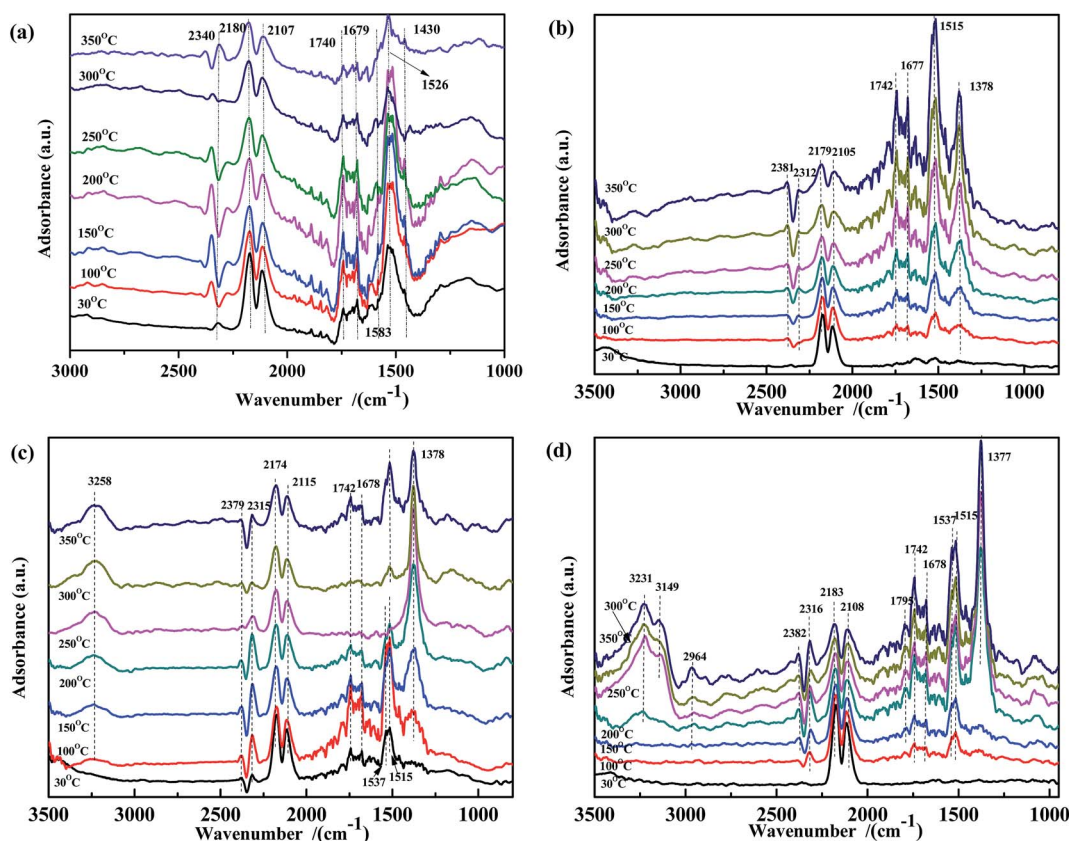 (a)
2340
2180
2107
1740
1679
1430
1526
1583
350°C
300°C
250°C
200°C
150°C
100°C
30°C
Adsorbance (a.u.)
3000 2500 2000 1500 1000
Wavenumber /(cm-1)
(b)
1515
1742
1677
1378
2381
2312
2179
2105
350°C
300°C
250°C
200°C
150°C
100°C
30°C
Adsorbance (a.u.)
3500 3000 2500 2000 1500 1000
Wavenumber /(cm-1)
(c)
3258
2379
2315
2174
2115
1742
1678
1378
1537
1515
350°C
300°C
250°C
200°C
150°C
100°C
30°C
Adsorbance (a.u.)
3500 3000 2500 2000 1500 1000
Wavenumber /(cm-1)
(d)
1377
1537
1515
1742
1678
1795
2183
2108
2316
2382
2964
3231
3149
300°C
350°C
250°C
200°C
150°C
100°C
30°C
Adsorbance (a.u.)
3500 3000 2500 2000 1500 1000
Wavenumber /(cm-1)